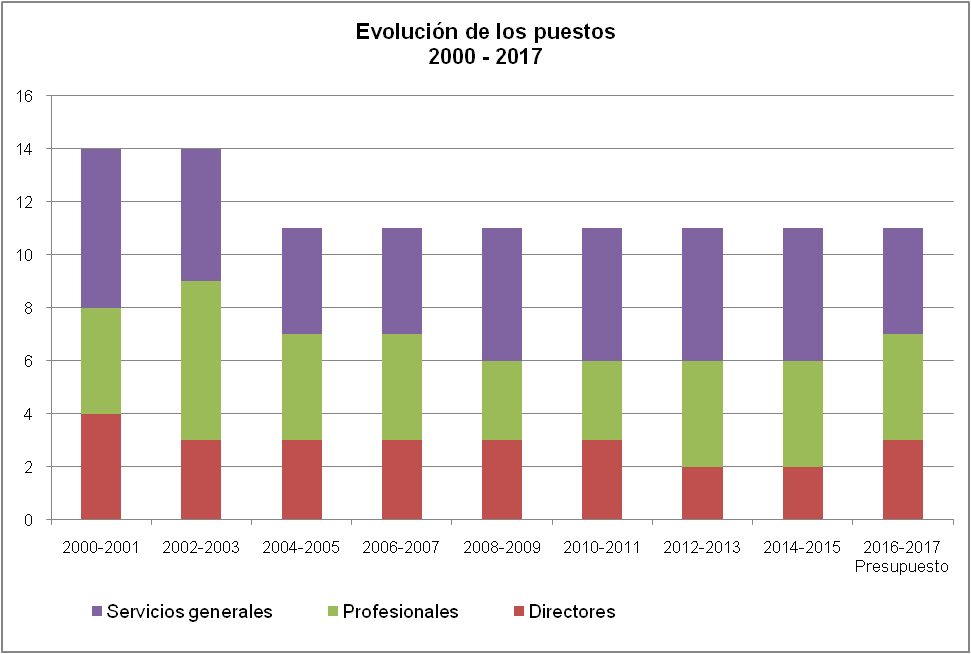 Evolución de los puestos
2000 - 2017
16
14
12
10
8
6
4
2
0
2000-2001 2002-2003 2004-2005 2006-2007 2008-2009 2010-2011 2012-2013 2014-2015 2016-2017
Presupuesto
Servicios generales Profesionales Directores